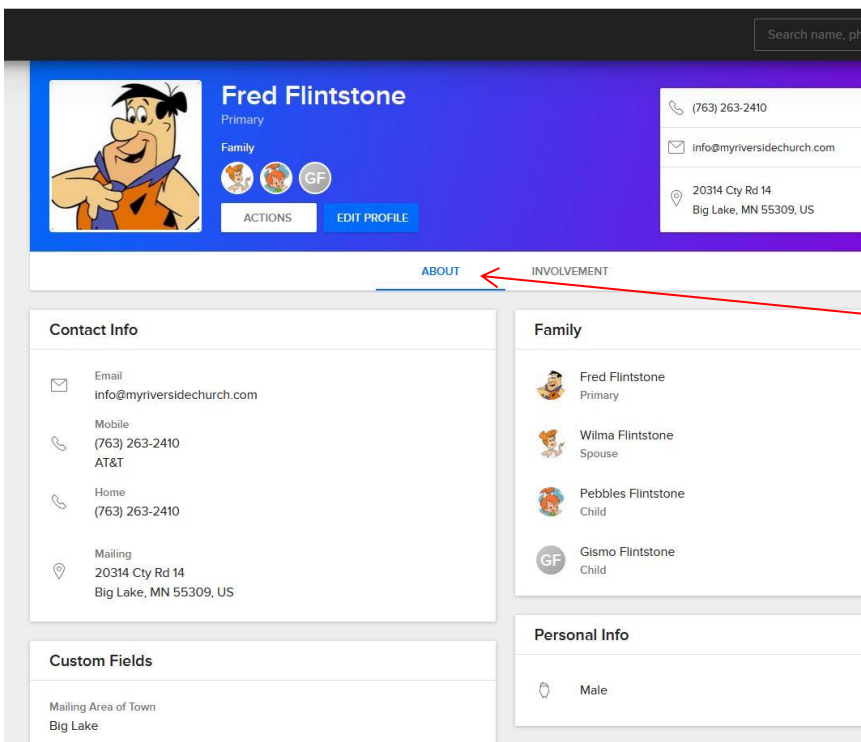 Search name, ph
Fred Flintstone
Primary
Family
GF
ACTIONS
EDIT PROFILE
(763) 263-2410
info@myriversidechurch.com
20314 Cty Rd 14
Big Lake, MN 55309, US
ABOUT
INVOLVEMENT
Contact Info
Email
info@myriversidechurch.com
Mobile
(763) 263-2410
AT&T
Home
(763) 263-2410
Mailing
20314 Cty Rd 14
Big Lake, MN 55309, US
Custom Fields
Mailing Area of Town
Big Lake
Family
Fred Flintstone
Primary
Wilma Flintstone
Spouse
Pebbles Flintstone
Child
GF
Gismo Flintstone
Child
Personal Info
Male